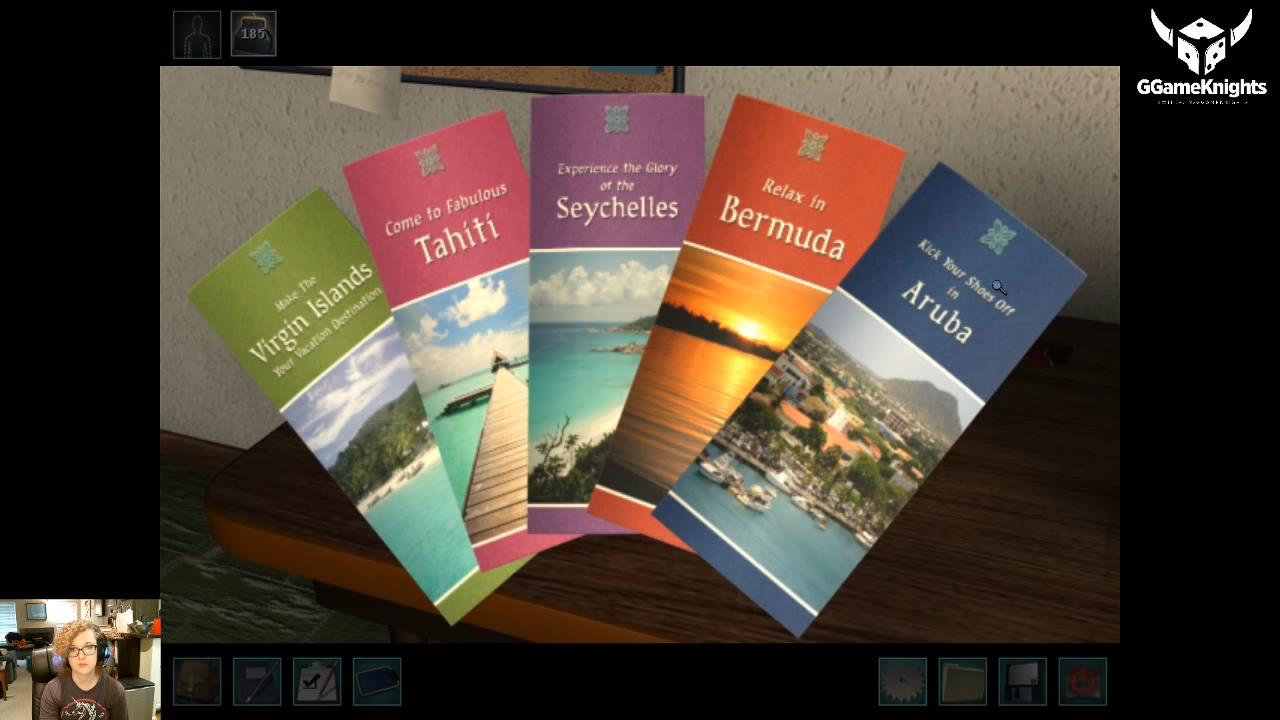 185
GGameKnights
Make The
Virgin Islands
Your Vacation Destination
Come to Fabulous
Tahiti
Experience the Glory
of the
Seychelles
Relax in
Bermuda
Kick Your Shoes Off
in
Aruba